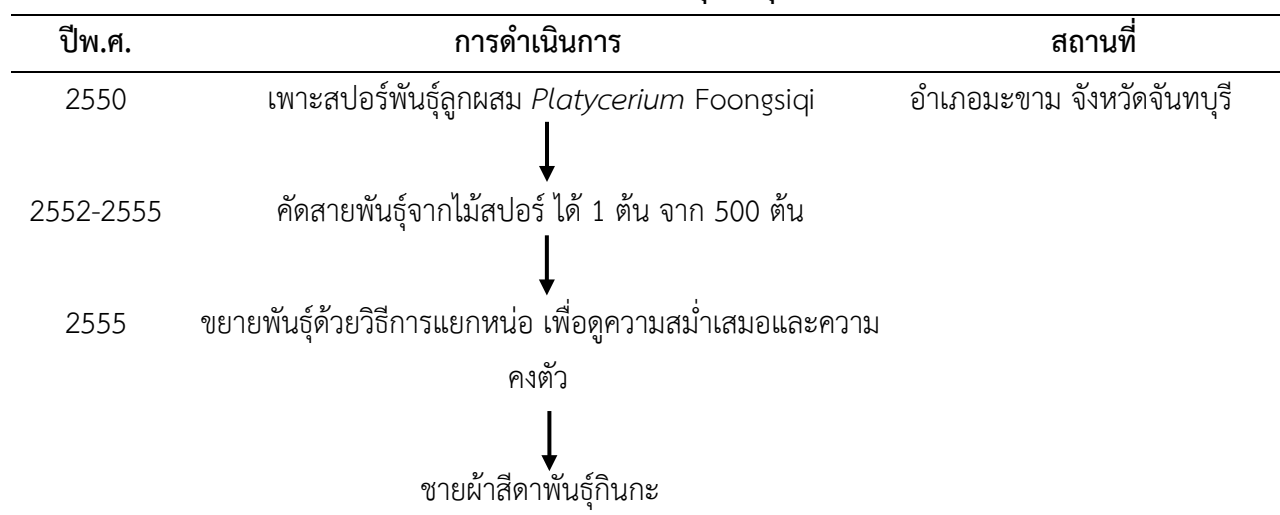 ปีพ.ศ. การดำเนินการ สถานที่
2550 เพาะสปอร์พันธุ์ลูกผสม Platycerium Foongsiqi อำเภอมะขาม จังหวัดจันทบุรี
2552-2555 คัดสายพันธุ์จากไม้สปอร์ ได้ 1 ต้น จาก 500 ต้น
2555 ขยายพันธุ์ด้วยวิธีการแยกหน่อ เพื่อดูความสม่ำเสมอและความ
คงตัว
ชายผ้าสีดาพันธุ์กินกะ